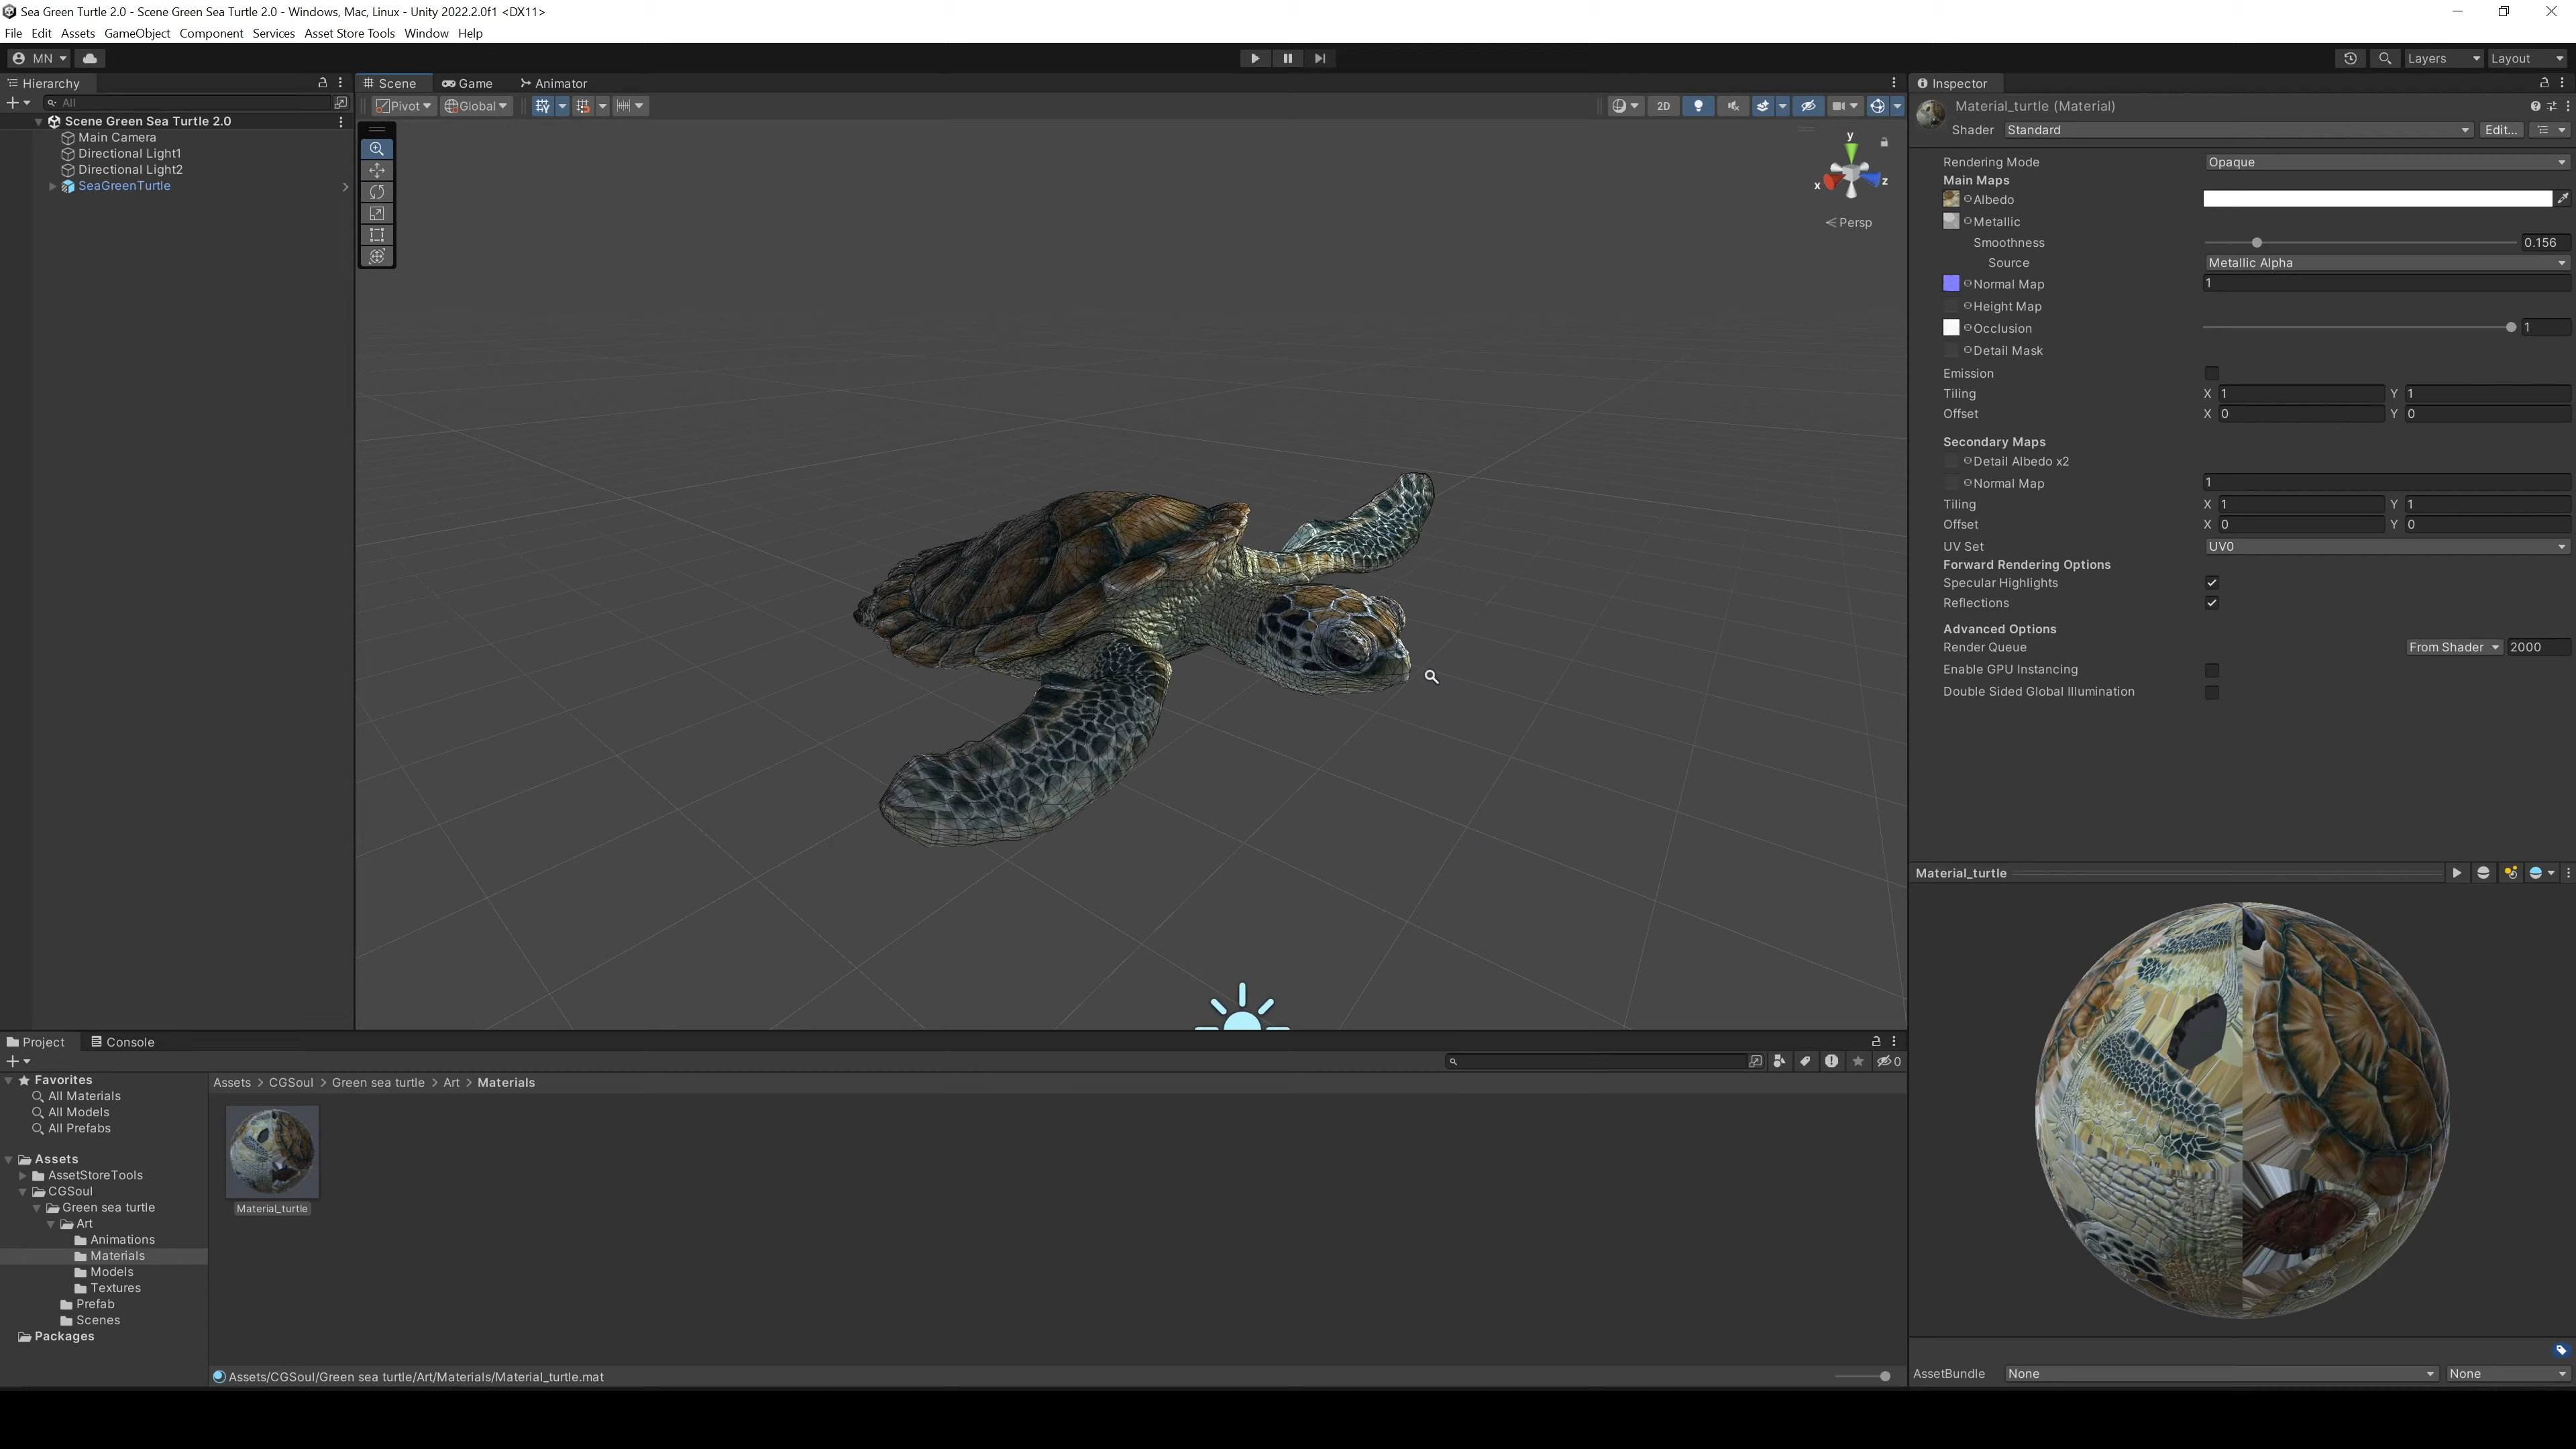 Sea Green Turtle 2.0 - Scene Green Sea Turtle 2.0 - Windows, Mac, Linux - Unity 2022.2.0f1 <DX11>
File Edit Assets GameObject Component Services Asset Store Tools Window Help
MN Layers Layout
Hierarchy
All
Scene Green Sea Turtle 2.0
Main Camera
Directional Light1
Directional Light2
SeaGreenTurtle
Scene Game Animator
Pivot Global 2D
y
x z
Persp
Inspector
Material_turtle (Material)
Shader Standard Edit...
Rendering Mode Opaque
Main Maps
Albedo
Metallic
Smoothness 0.156
Source Metallic Alpha
Normal Map 1
Height Map
Occlusion 1
Detail Mask
Emission
Tiling X 1 Y 1
Offset X 0 Y 0
Secondary Maps
Detail Albedo x2
Normal Map 1
Tiling X 1 Y 1
Offset X 0 Y 0
UV Set UV0
Forward Rendering Options
Specular Highlights
Reflections
Advanced Options
Render Queue From Shader 2000
Enable GPU Instancing
Double Sided Global Illumination
Material_turtle
AssetBundle None None
Project Console
0
Favorites
All Materials
All Models
All Prefabs
Assets
AssetStoreTools
CGSoul
Green sea turtle
Art
Animations
Materials
Models
Textures
Prefab
Scenes
Packages
Assets > CGSoul > Green sea turtle > Art > Materials
Material_turtle
Assets/CGSoul/Green sea turtle/Art/Materials/Material_turtle.mat